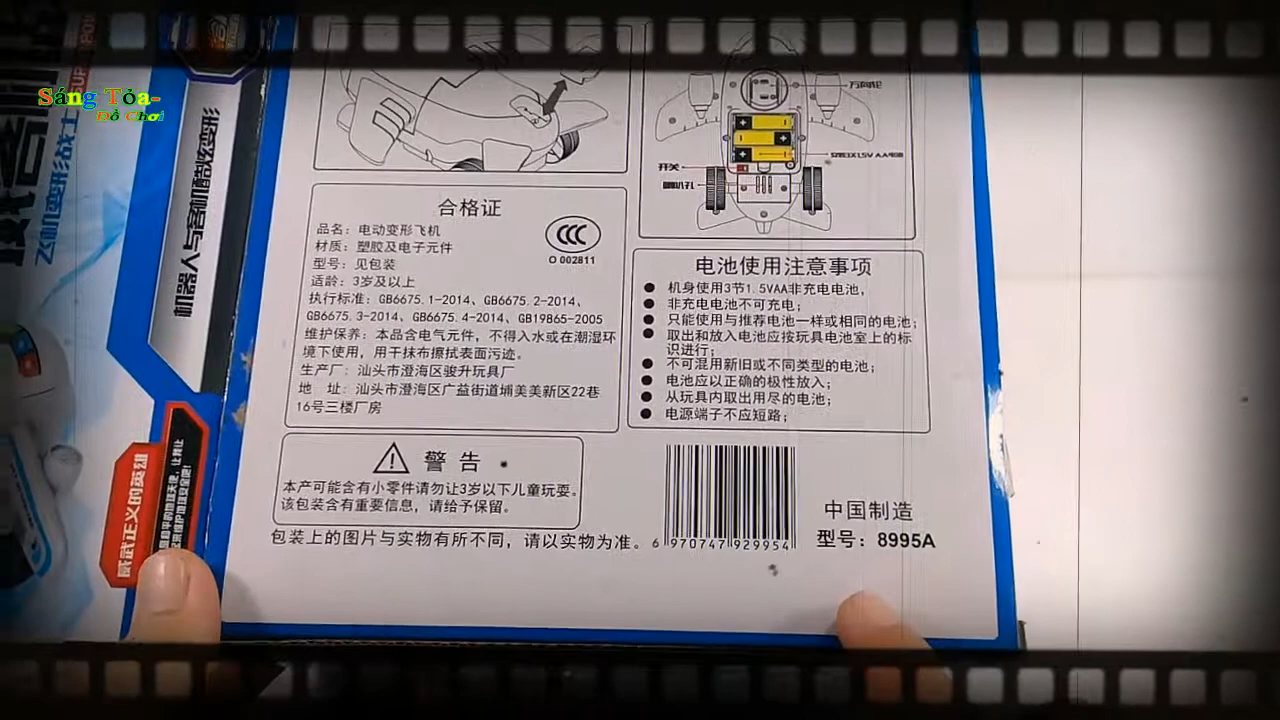 Sáng Tỏa-
Đồ Chơi
飞机变形战士
机器人与客机炫酷变形
威武正义的英雄
万向轮
开关
喇叭孔
合格证
品名：电动变形飞机
材质：塑胶及电子元件
型号：见包装
适龄：3岁及以上
执行标准：GB6675.1-2014、GB6675.2-2014、
GB6675.3-2014、GB6675.4-2014、GB19865-2005
维护保养：本品含电气元件，不得入水或在潮湿环
境下使用，用干抹布擦拭表面污迹。
生产厂：汕头市澄海区骏升玩具厂
地 址：汕头市澄海区广益街道埔美美新区22巷
16号三楼厂房
CCC
O 002811
电池使用注意事项
● 机身使用3节1.5VAA非充电电池，
● 非充电电池不可充电；
● 只能使用与推荐电池一样或相同的电池；
● 取出和放入电池应按玩具电池室上的标
识进行；
● 不可混用新旧或不同类型的电池；
● 电池应以正确的极性放入；
● 从玩具内取出用尽的电池；
● 电源端子不应短路；
警告
本产可能含有小零件请勿让3岁以下儿童玩耍。
该包装含有重要信息，请给予保留。
包装上的图片与实物有所不同，请以实物为准。
6 970747 929954
中国制造
型号：8995A